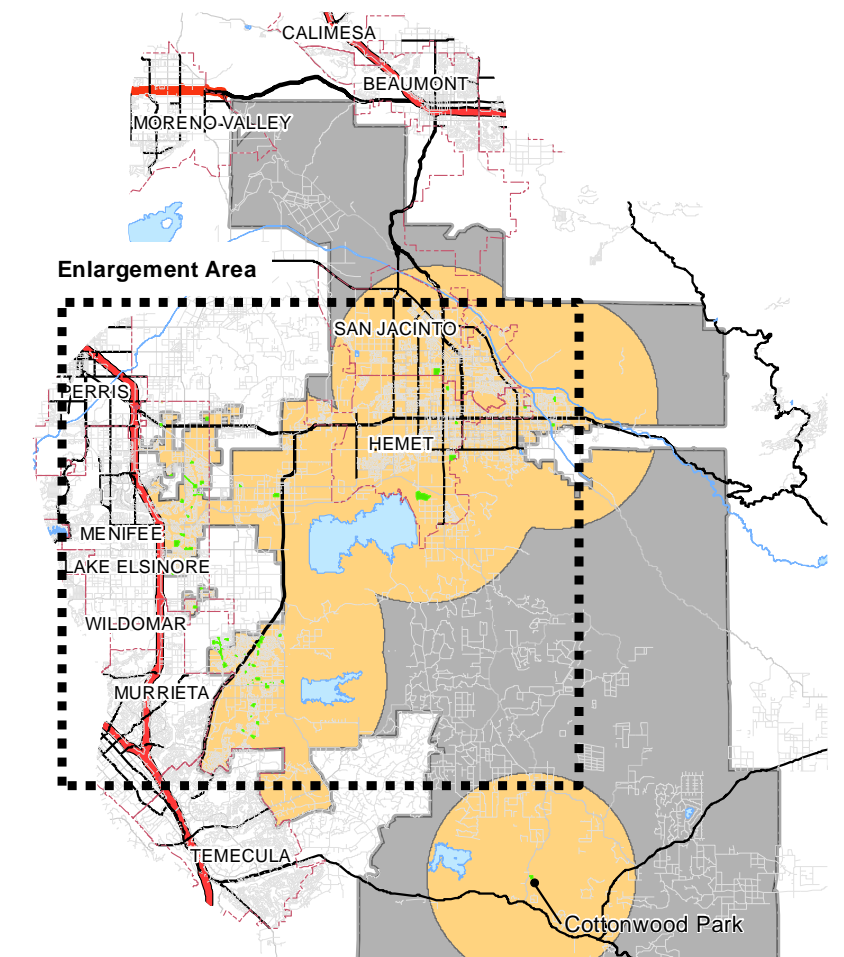 CALIMESA
BEAUMONT
MORENO VALLEY
Enlargement Area
SAN JACINTO
PERRIS
HEMET
MENIFEE
LAKE ELSINORE
WILDOMAR
MURRIETA
TEMECULA
Cottonwood Park